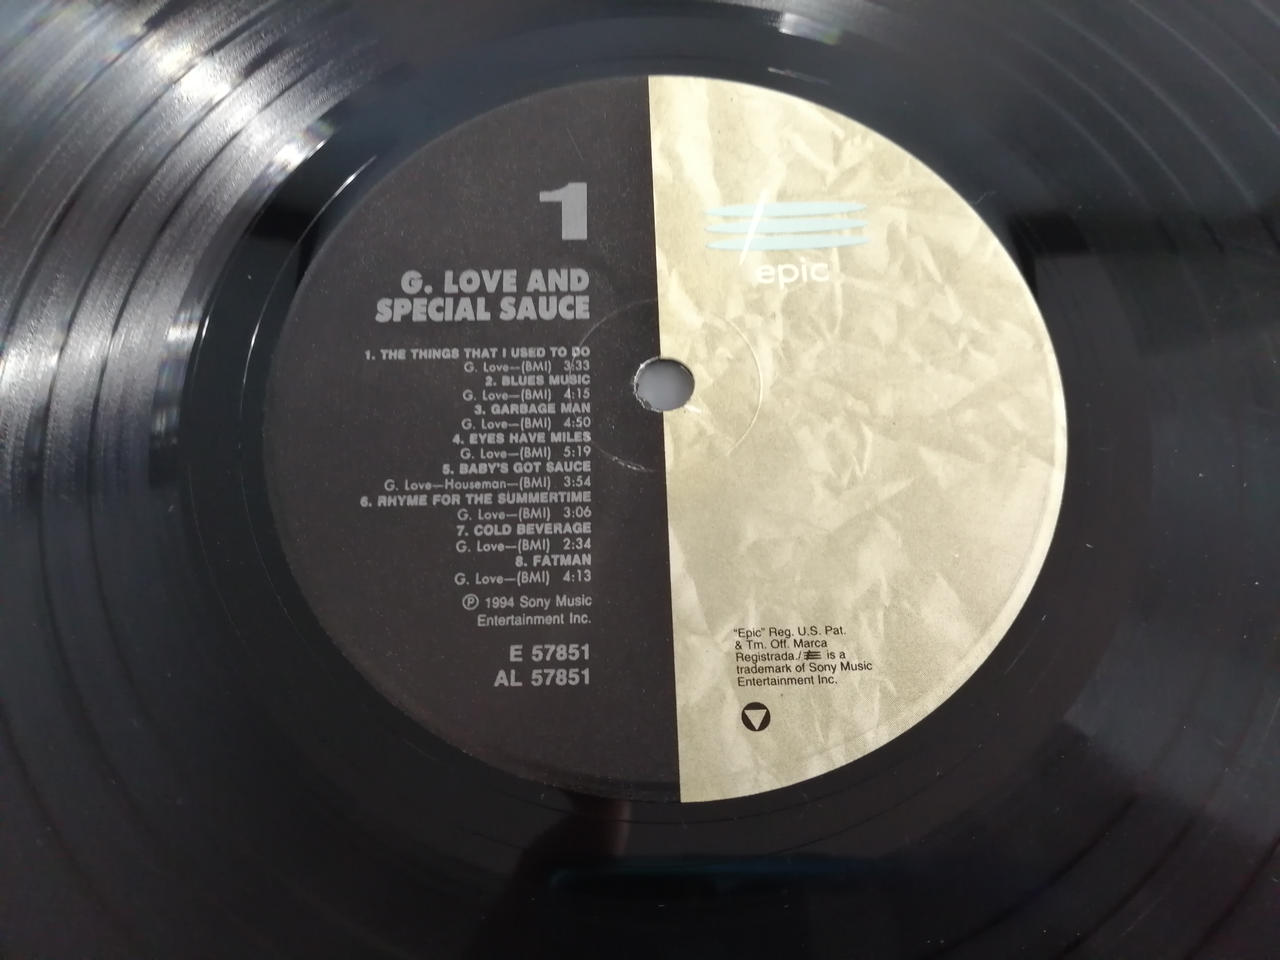 1
G. LOVE AND
SPECIAL SAUCE
1. THE THINGS THAT I USED TO DO
G. Love—(BMI) 3:33
2. BLUES MUSIC
G. Love—(BMI) 4:15
3. GARBAGE MAN
G. Love—(BMI) 4:50
4. EYES HAVE MILES
G. Love—(BMI) 5:19
5. BABY'S GOT SAUCE
G. Love—Houseman—(BMI) 3:54
6. RHYME FOR THE SUMMERTIME
G. Love—(BMI) 3:06
7. COLD BEVERAGE
G. Love—(BMI) 2:34
8. FATMAN
G. Love—(BMI) 4:13
℗ 1994 Sony Music
Entertainment Inc.
E 57851
AL 57851
epic
"Epic" Reg. U.S. Pat.
& Tm. Off. Marca
Registrada./ is a
trademark of Sony Music
Entertainment Inc.